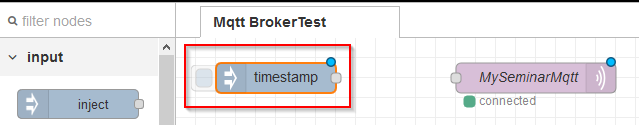 filter nodes
Mqtt BrokerTest
input
timestamp
MySeminarMqtt
inject
connected